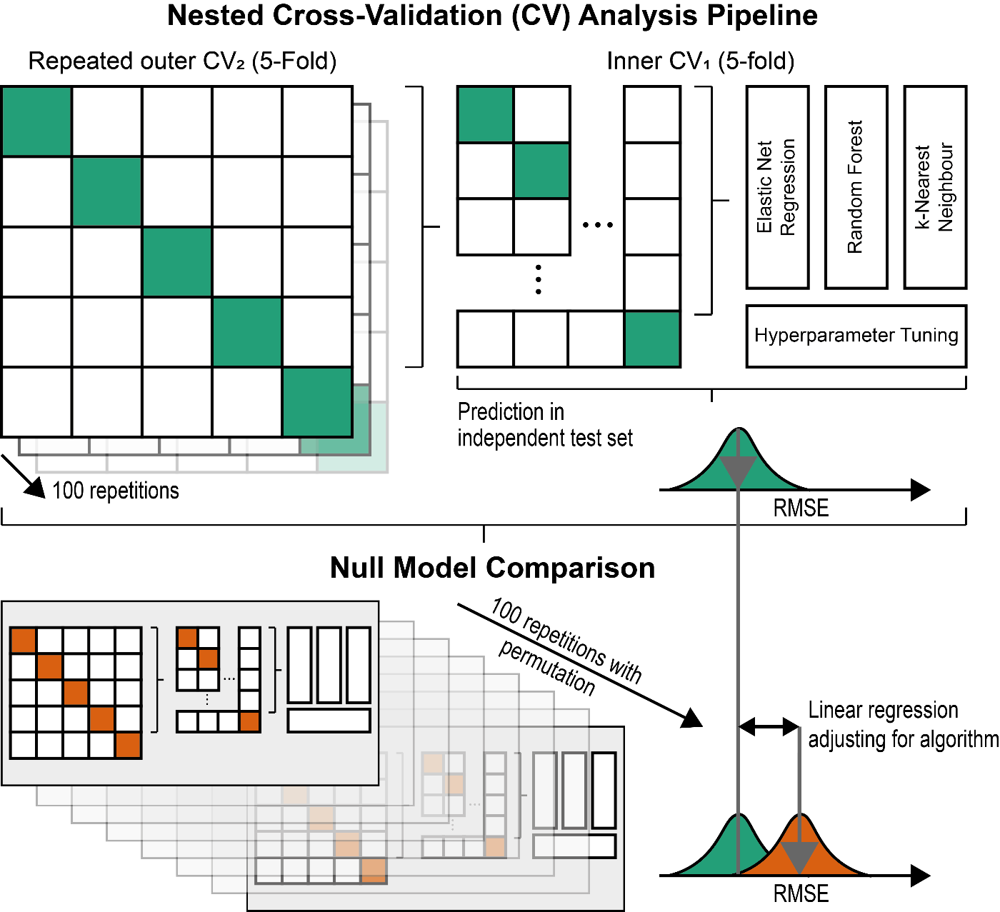 Nested Cross-Validation (CV) Analysis Pipeline
Repeated outer CV₂ (5-Fold)
Inner CV₁ (5-fold)
Elastic Net
Regression
Random Forest
k-Nearest
Neighbour
Hyperparameter Tuning
Prediction in
independent test set
100 repetitions
RMSE
Null Model Comparison
100 repetitions with
permutation
Linear regression
adjusting for algorithm
RMSE